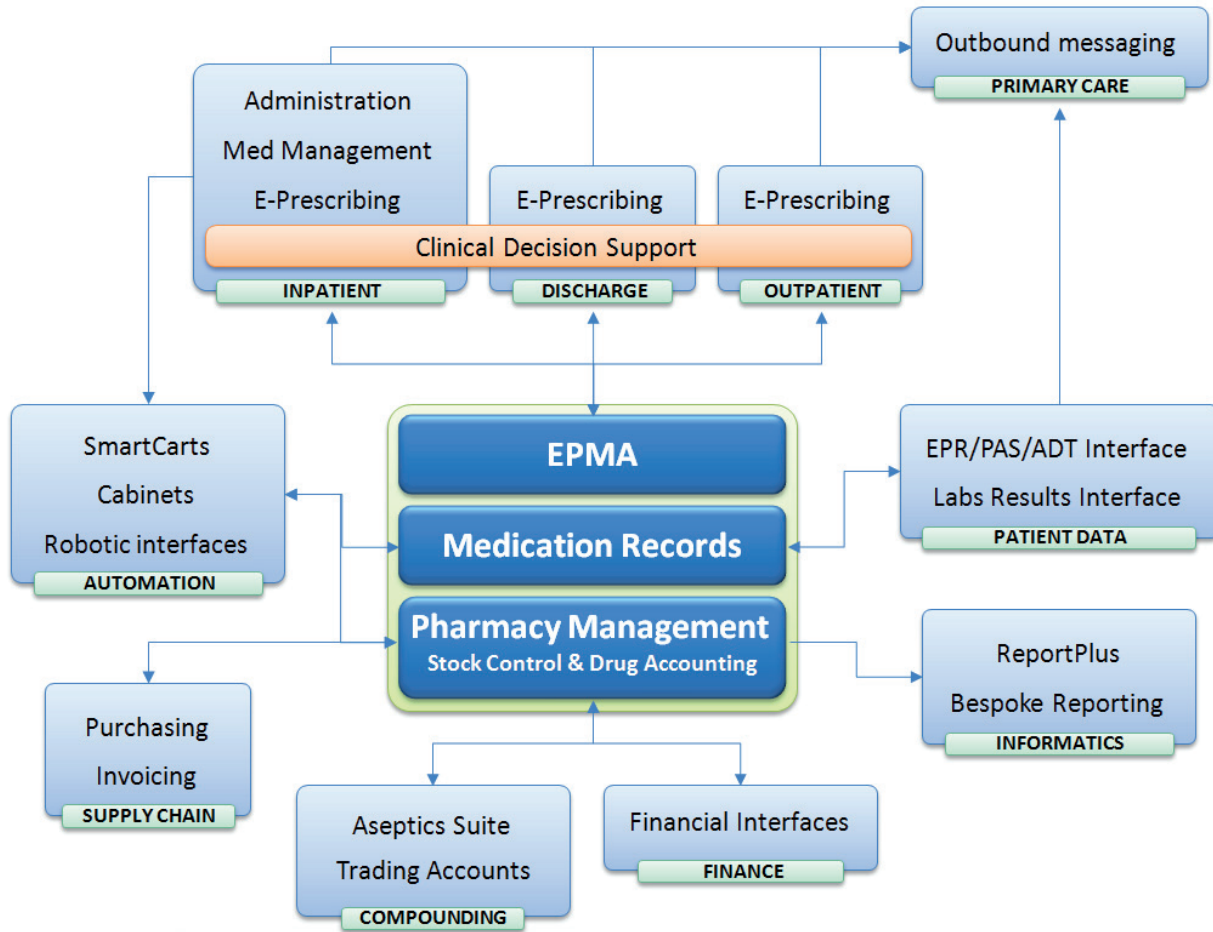 Outbound messaging
PRIMARY CARE
Administration
Med Management
E-Prescribing
E-Prescribing
E-Prescribing
Clinical Decision Support
INPATIENT
DISCHARGE
OUTPATIENT
SmartCarts
Cabinets
Robotic interfaces
AUTOMATION
EPMA
Medication Records
Pharmacy Management
Stock Control & Drug Accounting
EPR/PAS/ADT Interface
Labs Results Interface
PATIENT DATA
ReportPlus
Bespoke Reporting
INFORMATICS
Purchasing
Invoicing
SUPPLY CHAIN
Aseptics Suite
Trading Accounts
COMPOUNDING
Financial Interfaces
FINANCE